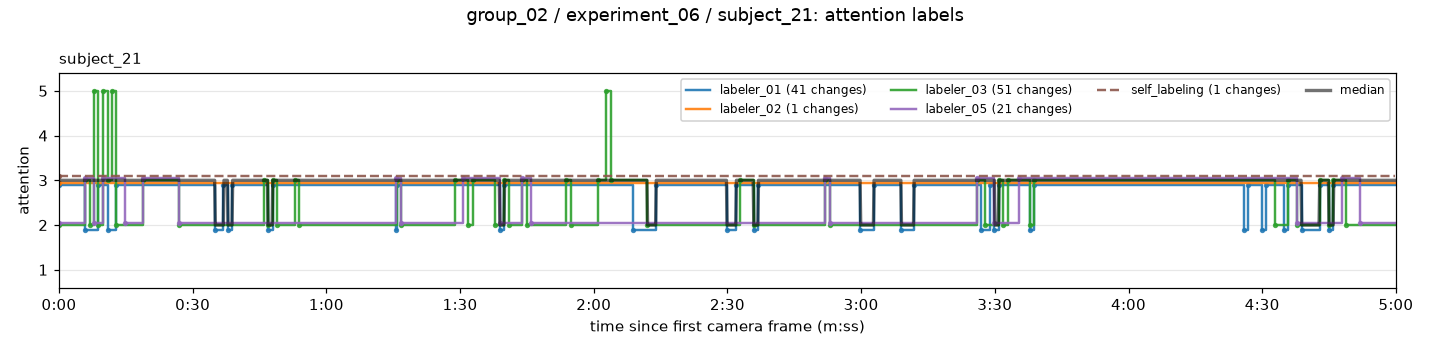 group_02 / experiment_06 / subject_21: attention labels
subject_21
labeler_01 (41 changes)
labeler_02 (1 changes)
labeler_03 (51 changes)
labeler_05 (21 changes)
self_labeling (1 changes)
median
attention
5
4
3
2
1
0:00 0:30 1:00 1:30 2:00 2:30 3:00 3:30 4:00 4:30 5:00
time since first camera frame (m:ss)